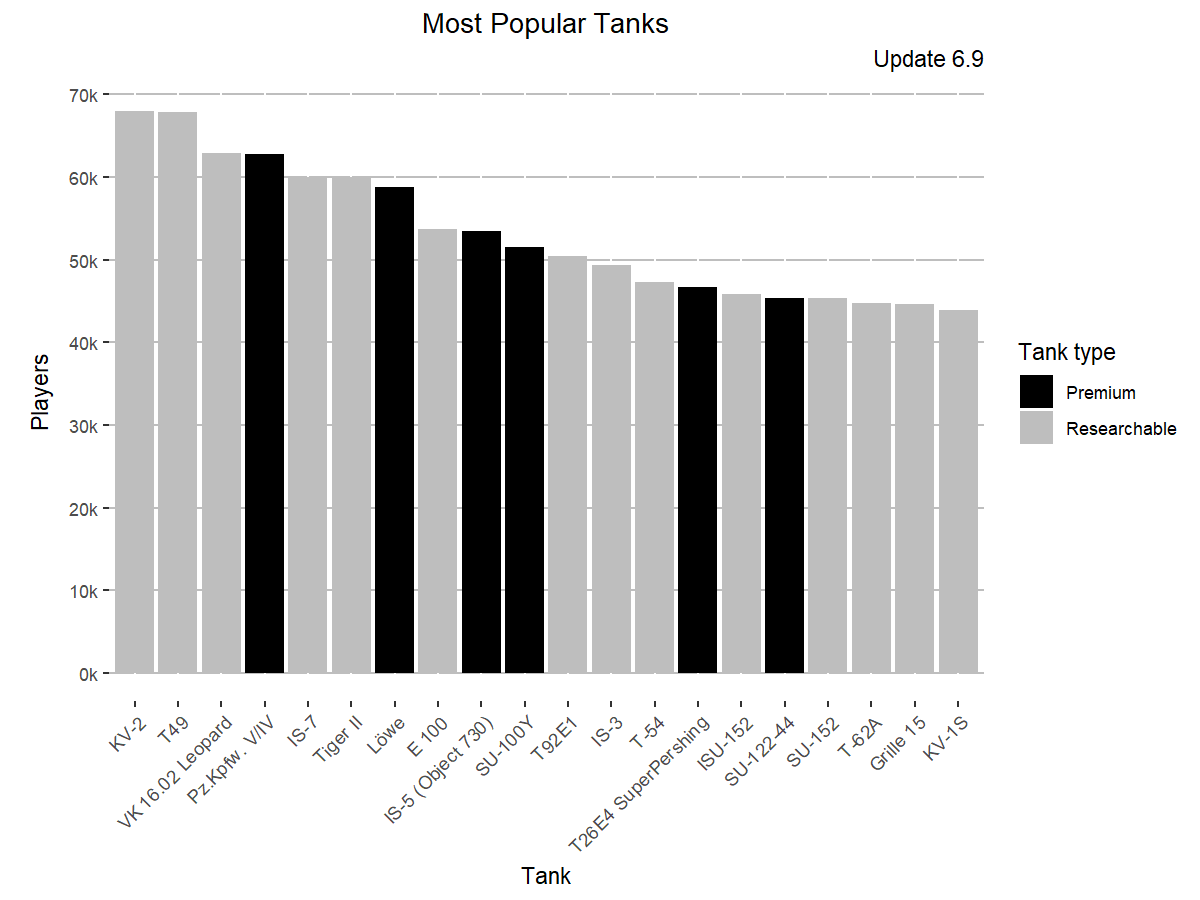 Most Popular Tanks
Update 6.9
70k
60k
50k
40k
30k
20k
10k
0k
Players
KV-2
T49
VK 16.02 Leopard
Pz.Kpfw. V/IV
IS-7
Tiger II
Löwe
E 100
IS-5 (Object 730)
SU-100Y
T92E1
IS-3
T-54
T26E4 SuperPershing
ISU-152
SU-122-44
SU-152
T-62A
Grille 15
KV-1S
Tank
Tank type
Premium
Researchable